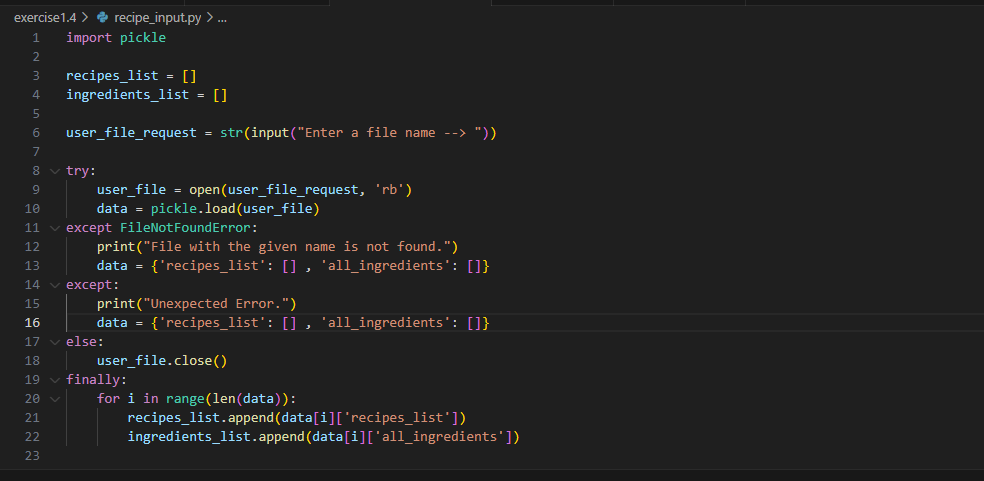 exercise1.4 > recipe_input.py > ...
1 import pickle
2
3 recipes_list = []
4 ingredients_list = []
5
6 user_file_request = str(input("Enter a file name --> "))
7
8 try:
9     user_file = open(user_file_request, 'rb')
10     data = pickle.load(user_file)
11 except FileNotFoundError:
12     print("File with the given name is not found.")
13     data = {'recipes_list': [] , 'all_ingredients': []}
14 except:
15     print("Unexpected Error.")
16     data = {'recipes_list': [] , 'all_ingredients': []}
17 else:
18     user_file.close()
19 finally:
20     for i in range(len(data)):
21         recipes_list.append(data[i]['recipes_list'])
22         ingredients_list.append(data[i]['all_ingredients'])
23